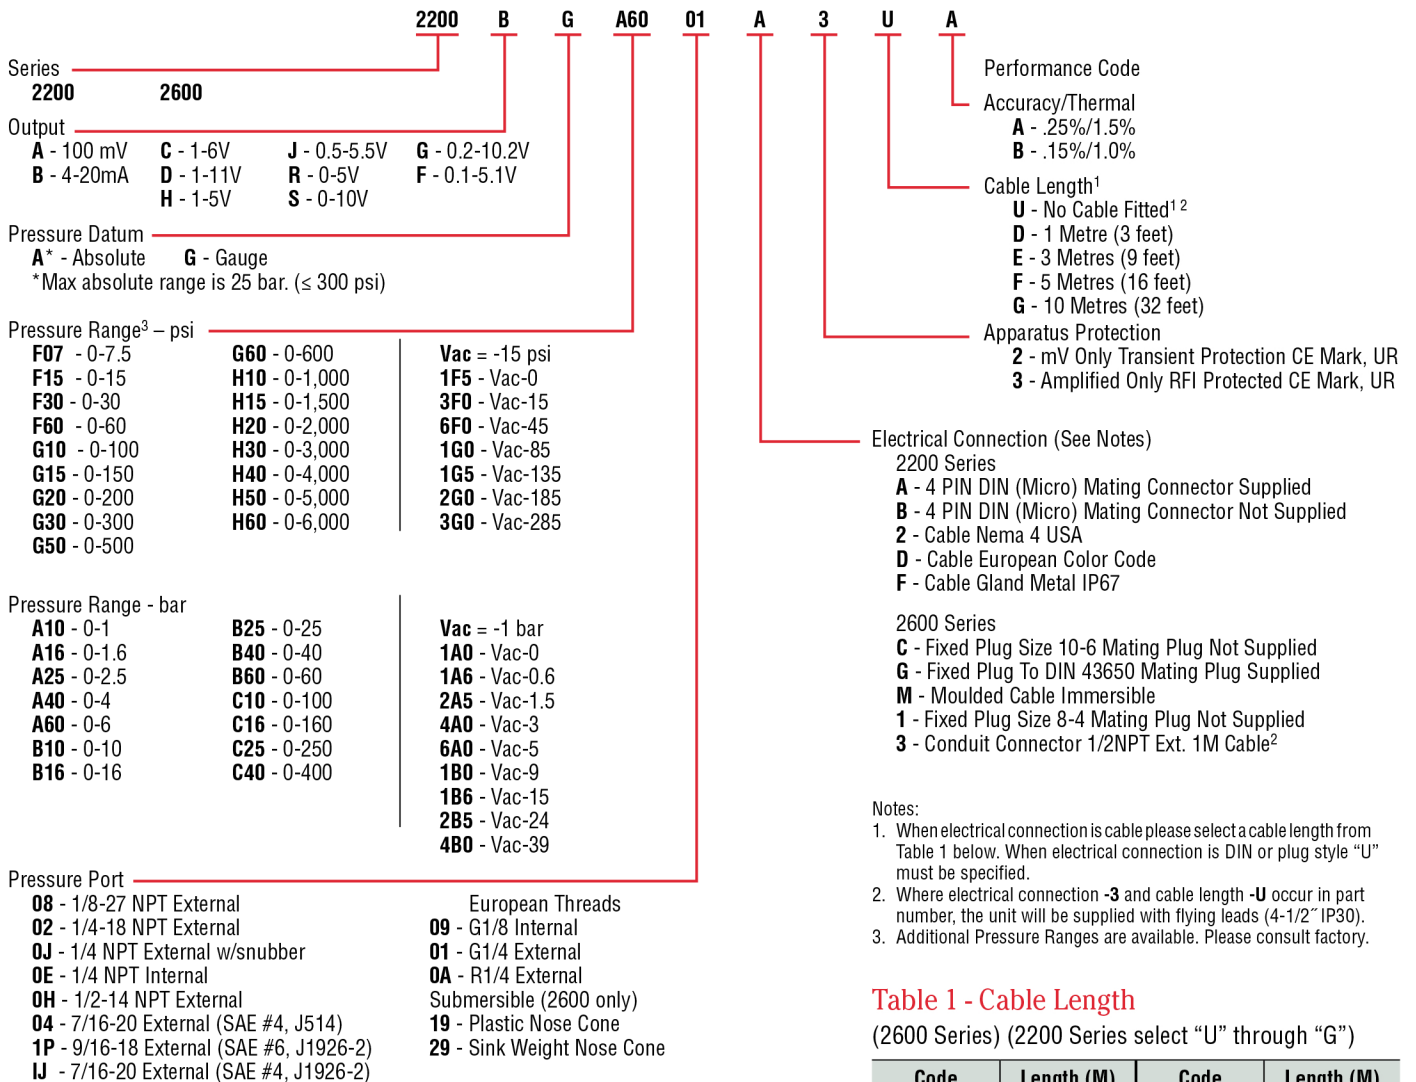 2200 B G A60 01 A 3 U A
Series
2200 2600
Output
A - 100 mV C - 1-6V J - 0.5-5.5V G - 0.2-10.2V
B - 4-20mA D - 1-11V R - 0-5V F - 0.1-5.1V
H - 1-5V S - 0-10V
Pressure Datum
A* - Absolute G - Gauge
*Max absolute range is 25 bar. (≤ 300 psi)
Pressure Range³ – psi
F07 - 0-7.5 G60 - 0-600 Vac = -15 psi
F15 - 0-15 H10 - 0-1,000 1F5 - Vac-0
F30 - 0-30 H15 - 0-1,500 3F0 - Vac-15
F60 - 0-60 H20 - 0-2,000 6F0 - Vac-45
G10 - 0-100 H30 - 0-3,000 1G0 - Vac-85
G15 - 0-150 H40 - 0-4,000 1G5 - Vac-135
G20 - 0-200 H50 - 0-5,000 2G0 - Vac-185
G30 - 0-300 H60 - 0-6,000 3G0 - Vac-285
G50 - 0-500
Pressure Range - bar
A10 - 0-1 B25 - 0-25 Vac = -1 bar
A16 - 0-1.6 B40 - 0-40 1A0 - Vac-0
A25 - 0-2.5 B60 - 0-60 1A6 - Vac-0.6
A40 - 0-4 C10 - 0-100 2A5 - Vac-1.5
A60 - 0-6 C16 - 0-160 4A0 - Vac-3
B10 - 0-10 C25 - 0-250 6A0 - Vac-5
B16 - 0-16 C40 - 0-400 1B0 - Vac-9
1B6 - Vac-15
2B5 - Vac-24
4B0 - Vac-39
Pressure Port
08 - 1/8-27 NPT External
02 - 1/4-18 NPT External
0J - 1/4 NPT External w/snubber
0E - 1/4 NPT Internal
0H - 1/2-14 NPT External
04 - 7/16-20 External (SAE #4, J514)
1P - 9/16-18 External (SAE #6, J1926-2)
IJ - 7/16-20 External (SAE #4, J1926-2)
European Threads
09 - G1/8 Internal
01 - G1/4 External
0A - R1/4 External
Submersible (2600 only)
19 - Plastic Nose Cone
29 - Sink Weight Nose Cone
Performance Code
Accuracy/Thermal
A - .25%/1.5%
B - .15%/1.0%
Cable Length¹
U - No Cable Fitted¹ ²
D - 1 Metre (3 feet)
E - 3 Metres (9 feet)
F - 5 Metres (16 feet)
G - 10 Metres (32 feet)
Apparatus Protection
2 - mV Only Transient Protection CE Mark, UR
3 - Amplified Only RFI Protected CE Mark, UR
Electrical Connection (See Notes)
2200 Series
A - 4 PIN DIN (Micro) Mating Connector Supplied
B - 4 PIN DIN (Micro) Mating Connector Not Supplied
2 - Cable Nema 4 USA
D - Cable European Color Code
F - Cable Gland Metal IP67
2600 Series
C - Fixed Plug Size 10-6 Mating Plug Not Supplied
G - Fixed Plug To DIN 43650 Mating Plug Supplied
M - Moulded Cable Immersible
1 - Fixed Plug Size 8-4 Mating Plug Not Supplied
3 - Conduit Connector 1/2NPT Ext. 1M Cable²
Notes:
1. When electrical connection is cable please select a cable length from
Table 1 below. When electrical connection is DIN or plug style “U”
must be specified.
2. Where electrical connection -3 and cable length -U occur in part
number, the unit will be supplied with flying leads (4-1/2˝ IP30).
3. Additional Pressure Ranges are available. Please consult factory.
Table 1 - Cable Length
(2600 Series) (2200 Series select “U” through “G”)
Code Length (M) Code Length (M)